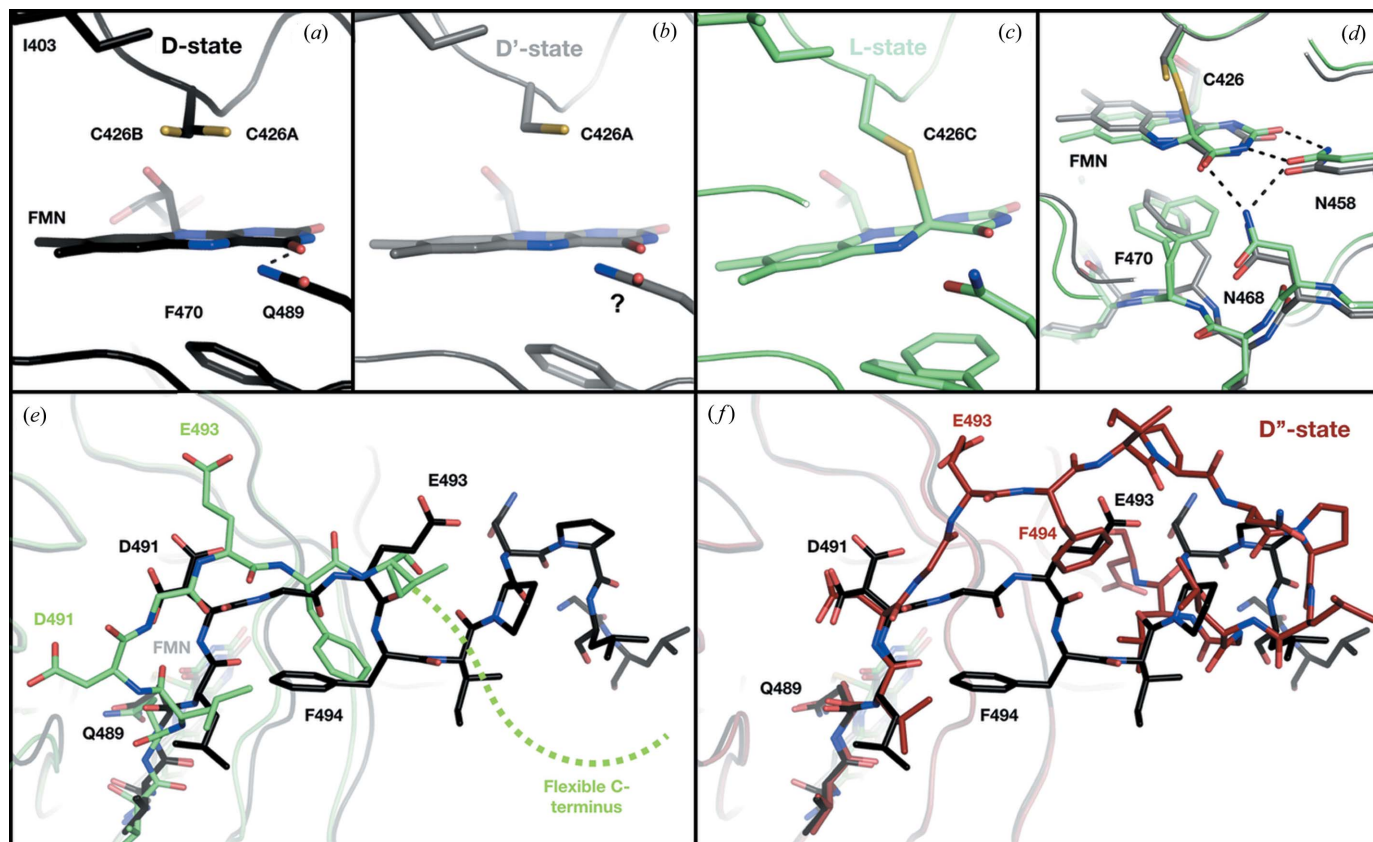 I403 D-state (a)
C426B C426A
FMN
F470 Q489
D'-state (b)
C426A
?
L-state (c)
C426C
(d)
C426
FMN
N458
F470
N468
(e)
E493
E493
D491
D491
FMN
Q489
F494
Flexible C-
terminus
(f)
E493 D”-state
E493
D491
F494
Q489
F494